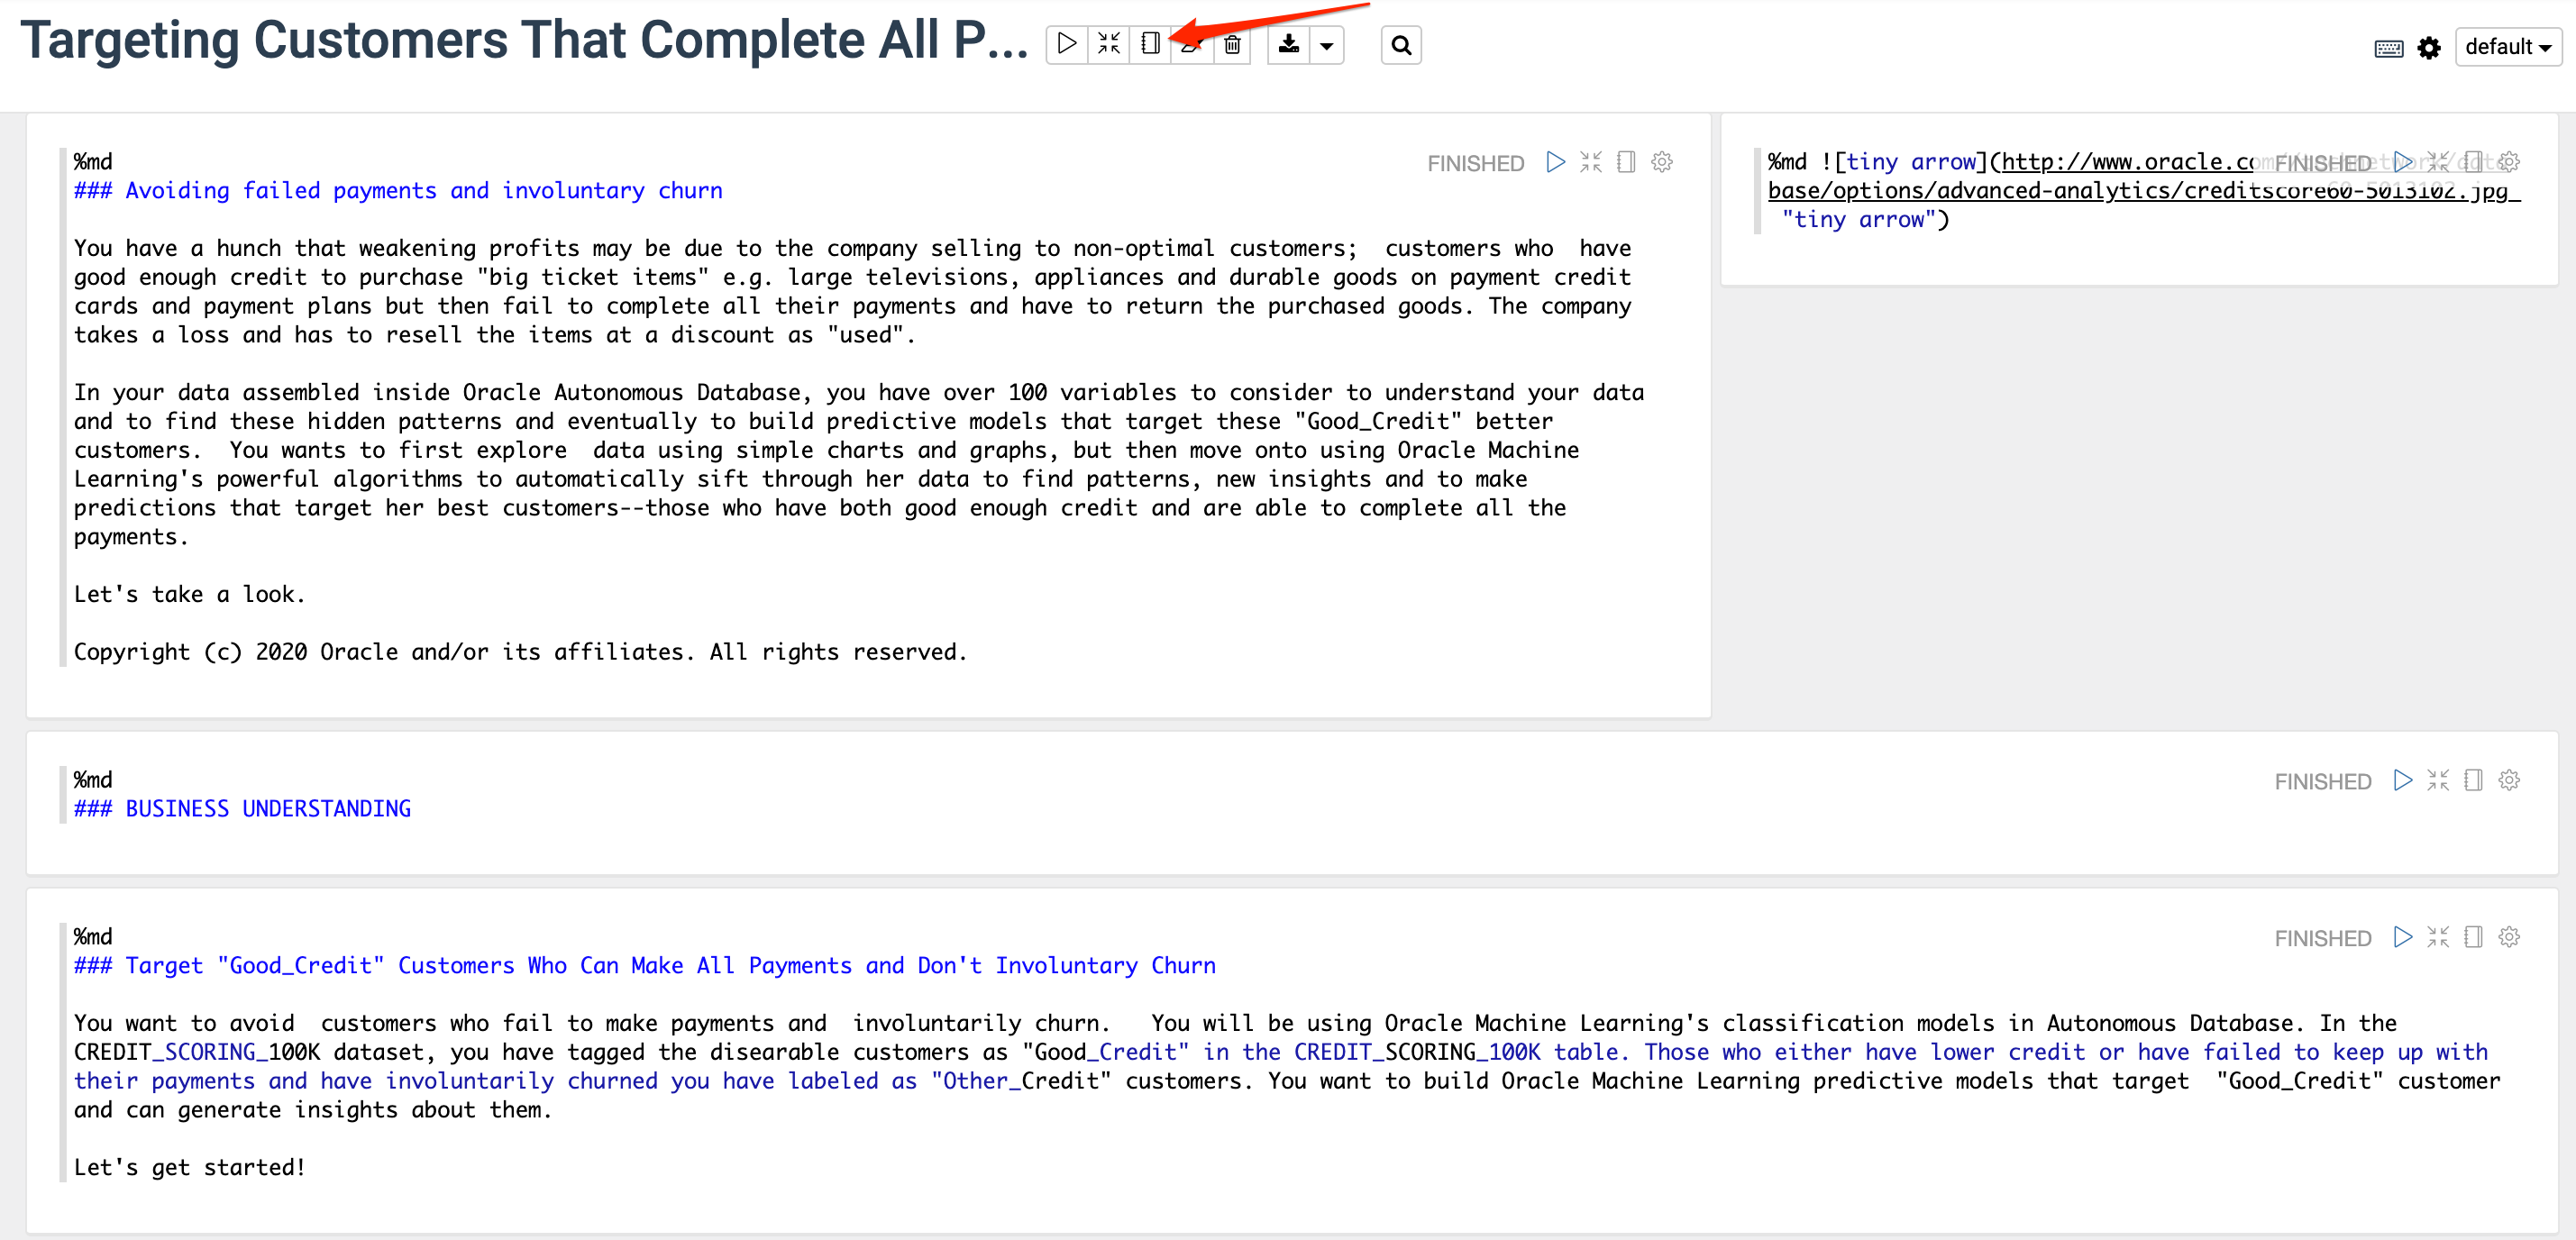 Targeting Customers That Complete All P...
default
%md
FINISHED
### Avoiding failed payments and involuntary churn
You have a hunch that weakening profits may be due to the company selling to non-optimal customers;  customers who  have
good enough credit to purchase "big ticket items" e.g. large televisions, appliances and durable goods on payment credit
cards and payment plans but then fail to complete all their payments and have to return the purchased goods. The company
takes a loss and has to resell the items at a discount as "used".
In your data assembled inside Oracle Autonomous Database, you have over 100 variables to consider to understand your data
and to find these hidden patterns and eventually to build predictive models that target these "Good_Credit" better
customers.  You wants to first explore  data using simple charts and graphs, but then move onto using Oracle Machine
Learning's powerful algorithms to automatically sift through her data to find patterns, new insights and to make
predictions that target her best customers--those who have both good enough credit and are able to complete all the
payments.
Let's take a look.
Copyright (c) 2020 Oracle and/or its affiliates. All rights reserved.
%md ![tiny arrow](http://www.oracle.com
FINISHED
base/options/advanced-analytics/creditscore60-5013102.jpg
"tiny arrow")
%md
FINISHED
### BUSINESS UNDERSTANDING
%md
FINISHED
### Target "Good_Credit" Customers Who Can Make All Payments and Don't Involuntary Churn
You want to avoid  customers who fail to make payments and  involuntarily churn.   You will be using Oracle Machine Learning's classification models in Autonomous Database. In the
CREDIT_SCORING_100K dataset, you have tagged the disearable customers as "Good_Credit" in the CREDIT_SCORING_100K table. Those who either have lower credit or have failed to keep up with
their payments and have involuntarily churned you have labeled as "Other_Credit" customers. You want to build Oracle Machine Learning predictive models that target  "Good_Credit" customer
and can generate insights about them.
Let's get started!